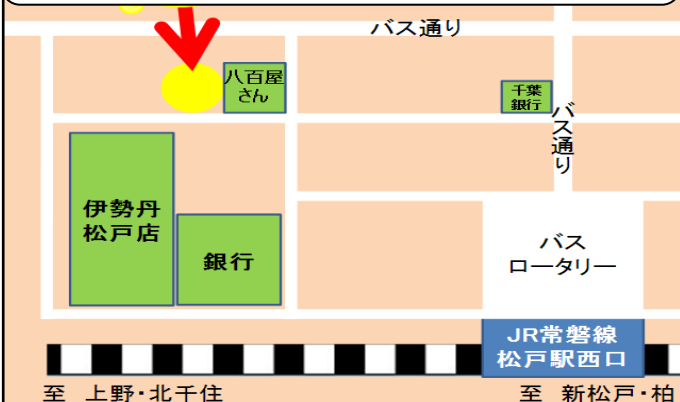 バス通り
八百屋
さん
千葉
銀行
バス通り
伊勢丹
松戸店
銀行
バス
ロータリー
JR常磐線
松戸駅西口
至 上野・北千住
至 新松戸・柏